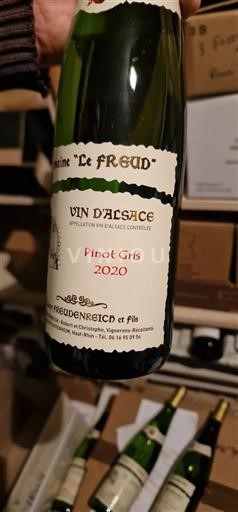 "Le FREUD"
VIN D'ALSACE
APPELLATION VIN D'ALSACE CONTRÔLÉE
Pinot Gris
2020
FREUDENREICH et Fils
Robert et Christophe, Vignerons-Récoltants
Haut-Rhin - Tél. 06 16 95 09 56